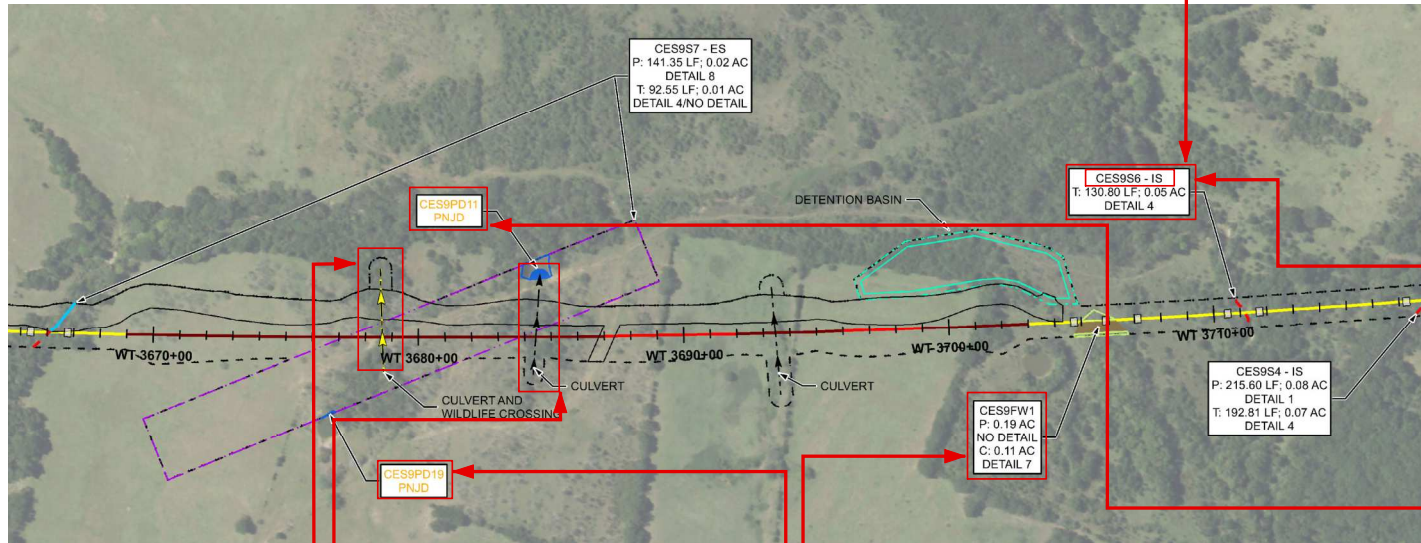 CES9S7 - ES
P: 141.35 LF; 0.02 AC
DETAIL 8
T: 92.55 LF; 0.01 AC
DETAIL 4/NO DETAIL
CES9PD11
PNJD
DETENTION BASIN
CES9S6 - IS
T: 130.80 LF; 0.05 AC
DETAIL 4
WT 3670+00
WT 3680+00
WT 3690+00
WT 3700+00
WT 3710+00
CULVERT AND
WILDLIFE CROSSING
CULVERT
CULVERT
CES9S4 - IS
P: 215.60 LF; 0.08 AC
DETAIL 1
T: 192.81 LF; 0.07 AC
DETAIL 4
CES9FW1
P: 0.19 AC
NO DETAIL
C: 0.11 AC
DETAIL 7
CES9PD19
PNJD